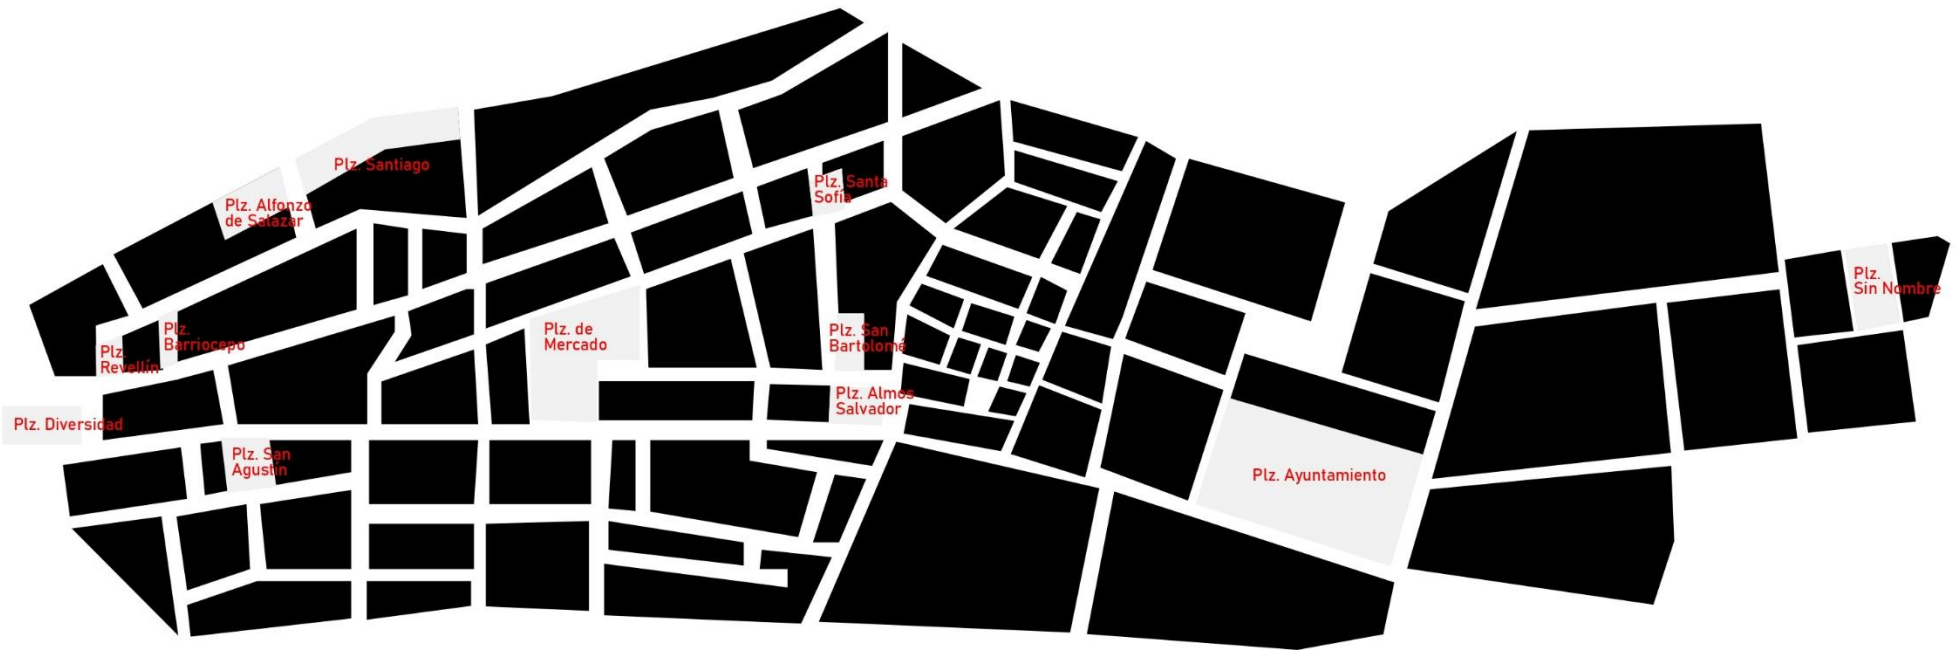 Plz. Santiago
Plz. Alfonzo
de Salazar
Plz. Santa
Sofía
Plz.
Barriocepo
Plz.
Revellín
Plz. de
Mercado
Plz. San
Bartolomé
Plz. Almos
Salvador
Plz. Diversidad
Plz. San
Agustín
Plz. Ayuntamiento
Plz.
Sin Nombre